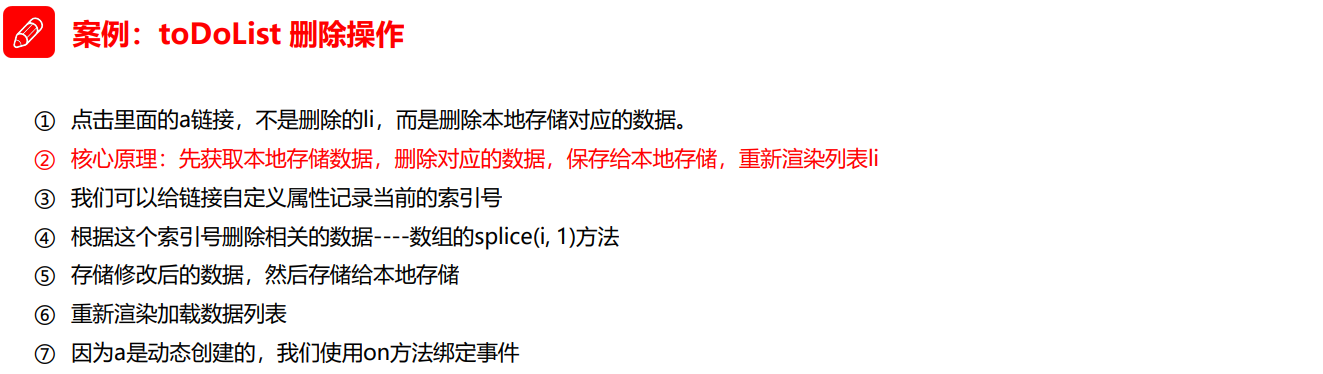 案例：toDoList 删除操作
① 点击里面的a链接，不是删除的li，而是删除本地存储对应的数据。
② 核心原理：先获取本地存储数据，删除对应的数据，保存给本地存储，重新渲染列表li
③ 我们可以给链接自定义属性记录当前的索引号
④ 根据这个索引号删除相关的数据----数组的splice(i, 1)方法
⑤ 存储修改后的数据，然后存储给本地存储
⑥ 重新渲染加载数据列表
⑦ 因为a是动态创建的，我们使用on方法绑定事件